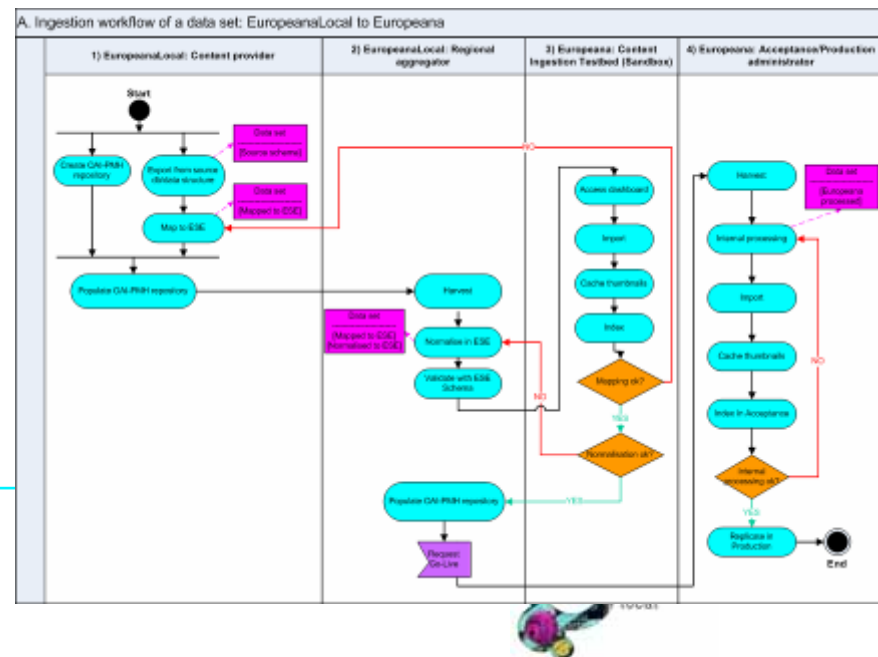 A. Ingestion workflow of a data set: EuropeanaLocal to Europeana
1) EuropeanaLocal: Content provider
2) EuropeanaLocal: Regional
aggregator
3) Europeana: Content
Ingestion Testbed (Sandbox)
4) Europeana: Acceptance/Production
administrator
Start
Create OAI-PMH
repository
Export from source
db/data structure
Data set
[Source schema]
Data set
[Mapped to ESE]
Map to ESE
Populate OAI-PMH repository
Harvest
Data set
[Mapped to ESE]
[Normalised to ESE]
Normalise in ESE
Validate with ESE
Schema
Populate OAI-PMH repository
Request
Go-Live
NO
Access dashboard
Import
Cache thumbnails
Index
Mapping ok?
NO
YES
Normalisation ok?
YES
Harvest
Data set
[Europeana
processed]
Internal processing
Import
Cache thumbnails
NO
Index in Acceptance
Internal
processing ok?
YES
Replicate in
Production
End